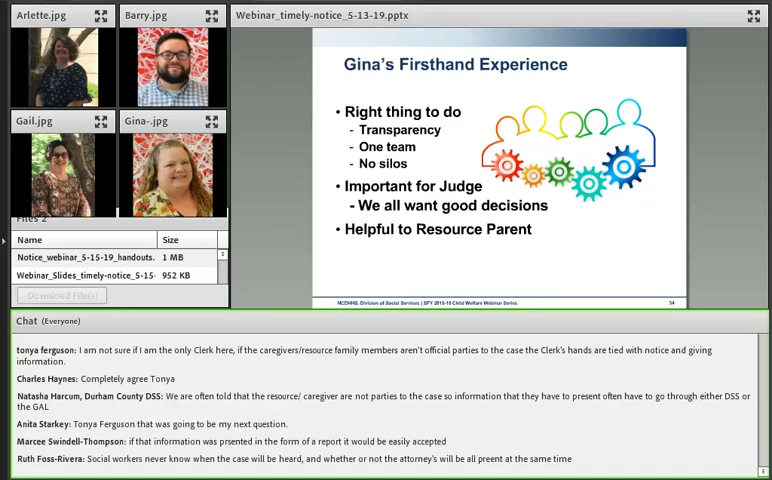 Arlette.jpg
Barry.jpg
Webinar_timely-notice_5-13-19.pptx
Gail.jpg
Gina-.jpg
Gina's Firsthand Experience
• Right thing to do
- Transparency
- One team
- No silos
• Important for Judge
- We all want good decisions
• Helpful to Resource Parent
NCDHHS, Division of Social Services | SFY 2018-19 Child Welfare Webinar Series
34
Files 2
Name Size
Notice_webinar_5-15-19_handouts. 1 MB
Webinar_Slides_timely-notice_5-15- 952 KB
Download File(s)
Chat (Everyone)
tonya ferguson: I am not sure if I am the only Clerk here, if the caregivers/resource family members aren't official parties to the case the Clerk's hands are tied with notice and giving
information.
Charles Haynes: Completely agree Tonya
Natasha Harcum, Durham County DSS: We are often told that the resource/ caregiver are not parties to the case so information that they have to present often have to go through either DSS or
the GAL
Anita Starkey: Tonya Ferguson that was going to be my next question.
Marcee Swindell-Thompson: if that information was prsented in the form of a report it would be easily accepted
Ruth Foss-Rivera: Social workers never know when the case will be heard, and whether or not the attorney's will be all preent at the same time